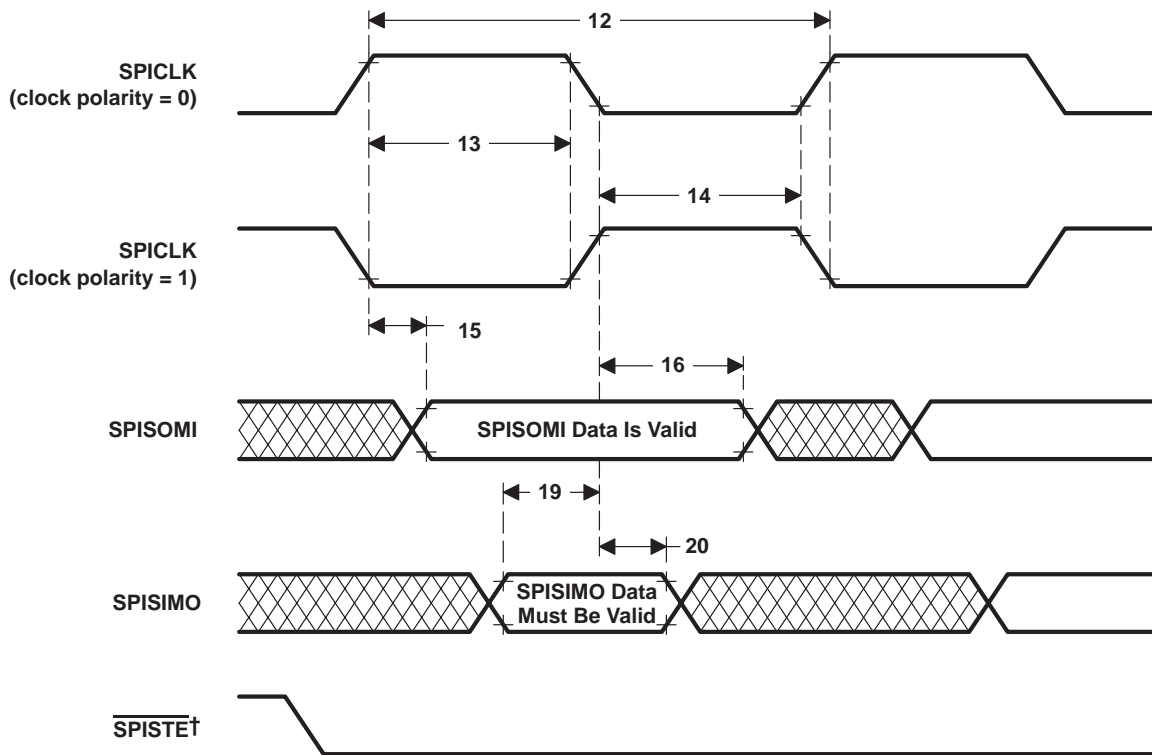 12
SPICLK
(clock polarity = 0)
13
14
SPICLK
(clock polarity = 1)
15
16
SPISOMI
SPISOMI Data Is Valid
19
20
SPISIMO
SPISIMO Data
Must Be Valid
SPISTE†